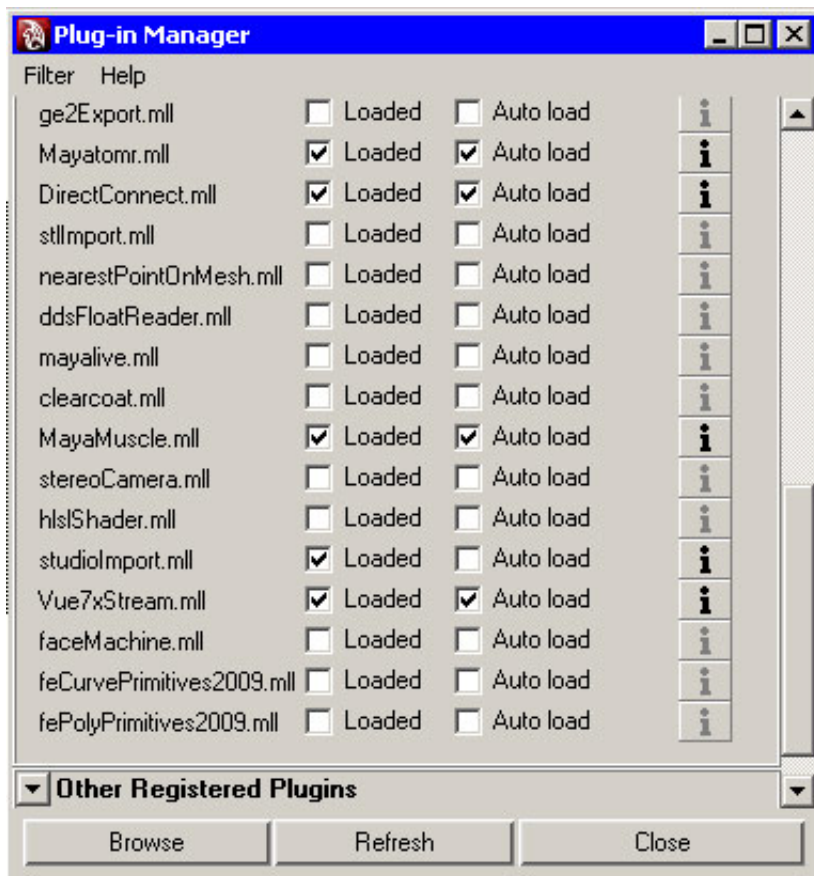 Plug-in Manager
Filter Help
ge2Export.mll Loaded Auto load i
Mayatomr.mll Loaded Auto load i
DirectConnect.mll Loaded Auto load i
stlImport.mll Loaded Auto load i
nearestPointOnMesh.mll Loaded Auto load i
ddsFloatReader.mll Loaded Auto load i
mayalive.mll Loaded Auto load i
clearcoat.mll Loaded Auto load i
MayaMuscle.mll Loaded Auto load i
stereoCamera.mll Loaded Auto load i
hlslShader.mll Loaded Auto load i
studioImport.mll Loaded Auto load i
Vue7xStream.mll Loaded Auto load i
faceMachine.mll Loaded Auto load i
feCurvePrimitives2009.mll Loaded Auto load i
fePolyPrimitives2009.mll Loaded Auto load i
Other Registered Plugins
Browse Refresh Close